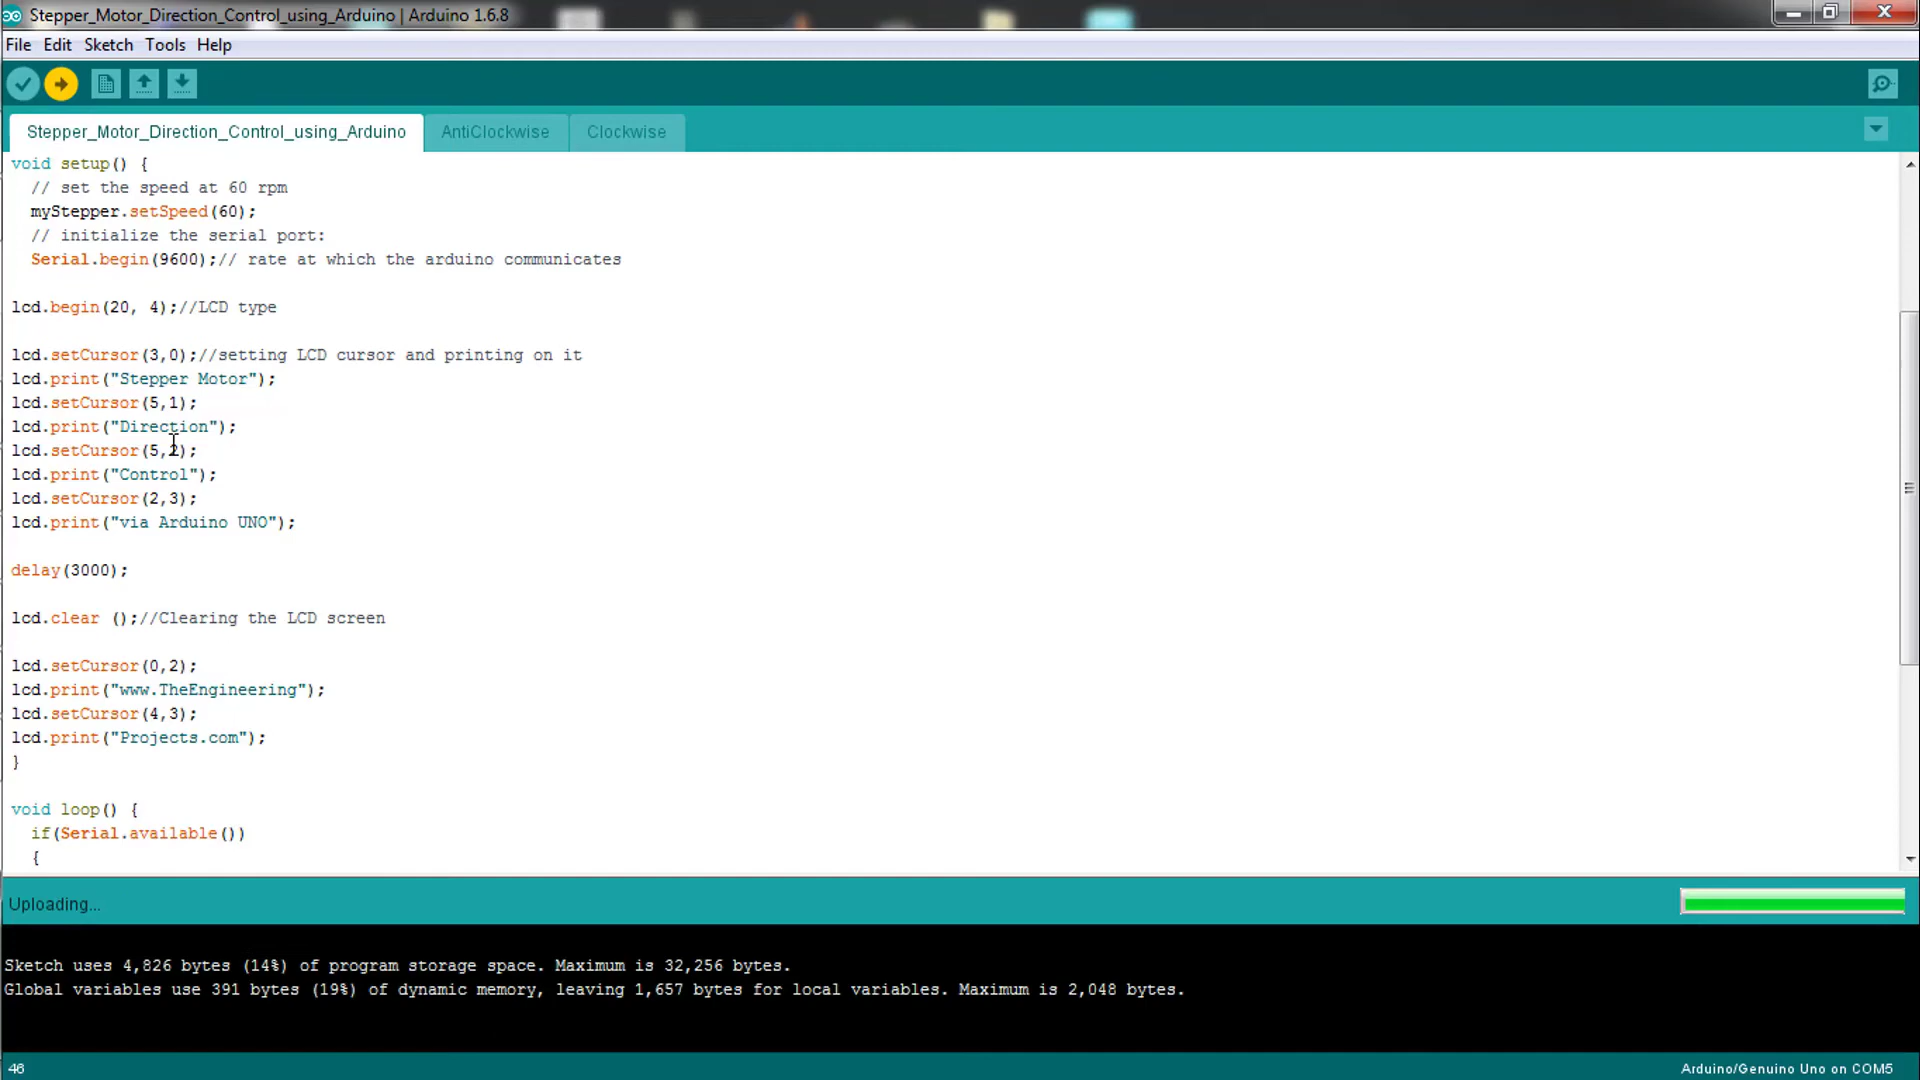 Stepper_Motor_Direction_Control_using_Arduino | Arduino 1.6.8
File Edit Sketch Tools Help
Stepper_Motor_Direction_Control_using_Arduino AntiClockwise Clockwise
void setup() {
  // set the speed at 60 rpm
  myStepper.setSpeed(60);
  // initialize the serial port:
  Serial.begin(9600);// rate at which the arduino communicates
lcd.begin(20, 4);//LCD type
lcd.setCursor(3,0);//setting LCD cursor and printing on it
lcd.print("Stepper Motor");
lcd.setCursor(5,1);
lcd.print("Direction");
lcd.setCursor(5,2);
lcd.print("Control");
lcd.setCursor(2,3);
lcd.print("via Arduino UNO");
delay(3000);
lcd.clear ();//Clearing the LCD screen
lcd.setCursor(0,2);
lcd.print("www.TheEngineering");
lcd.setCursor(4,3);
lcd.print("Projects.com");
}
void loop() {
  if(Serial.available())
  {
Uploading...
Sketch uses 4,826 bytes (14%) of program storage space. Maximum is 32,256 bytes.
Global variables use 391 bytes (19%) of dynamic memory, leaving 1,657 bytes for local variables. Maximum is 2,048 bytes.
46 Arduino/Genuino Uno on COM5